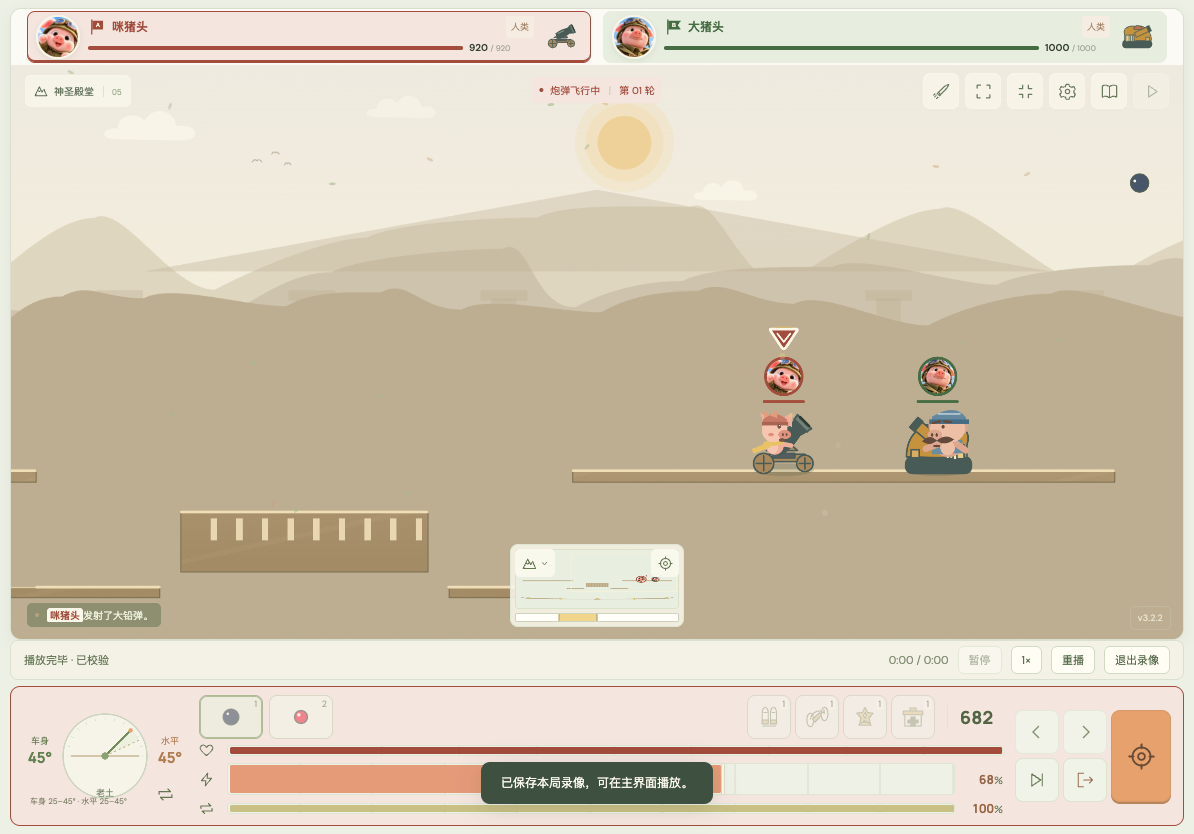 A 咪猪头 人类
920 / 920
B 大猪头 人类
1000 / 1000
神圣殿堂 05
炮弹飞行中 第 01 轮
咪猪头发射了大铅弹。
v3.2.2
播放完毕 · 已校验
0:00 / 0:00 暂停 1× 重播 退出录像
1 2 1 1 1 1 682
车身 水平
45° 45°
老土
车身 25–45° · 水平 25–45°
已保存本局录像，可在主界面播放。
68%
100%